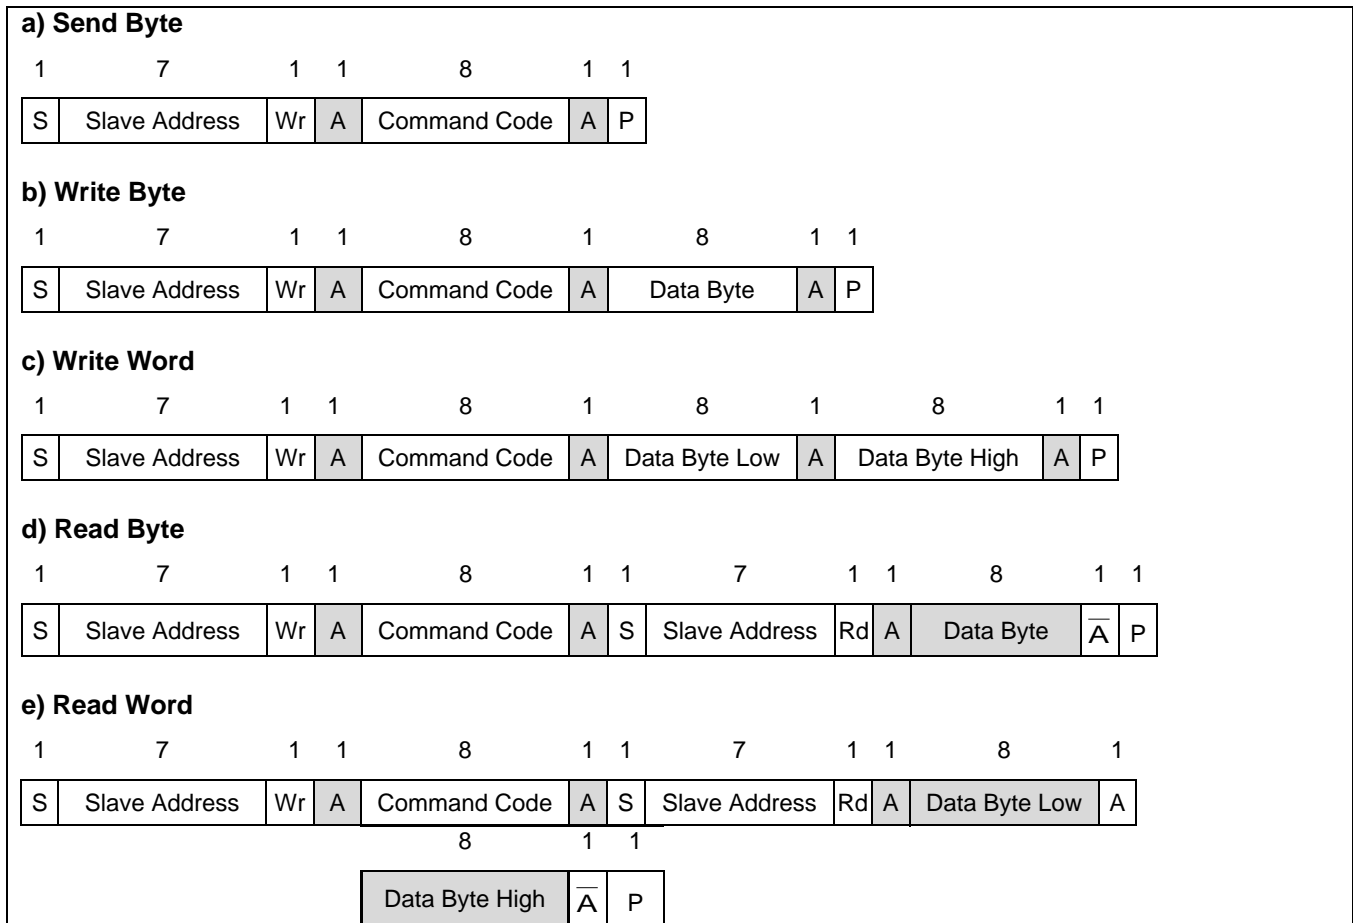 a) Send Byte
1 7 1 1 8 1 1
S Slave Address Wr A Command Code A P
b) Write Byte
1 7 1 1 8 1 8 1 1
S Slave Address Wr A Command Code A Data Byte A P
c) Write Word
1 7 1 1 8 1 8 1 8 1 1
S Slave Address Wr A Command Code A Data Byte Low A Data Byte High A P
d) Read Byte
1 7 1 1 8 1 1 7 1 1 8 1 1
S Slave Address Wr A Command Code A S Slave Address Rd A Data Byte A̅ P
e) Read Word
1 7 1 1 8 1 1 7 1 1 8 1
S Slave Address Wr A Command Code A S Slave Address Rd A Data Byte Low A
8 1 1
Data Byte High A̅ P